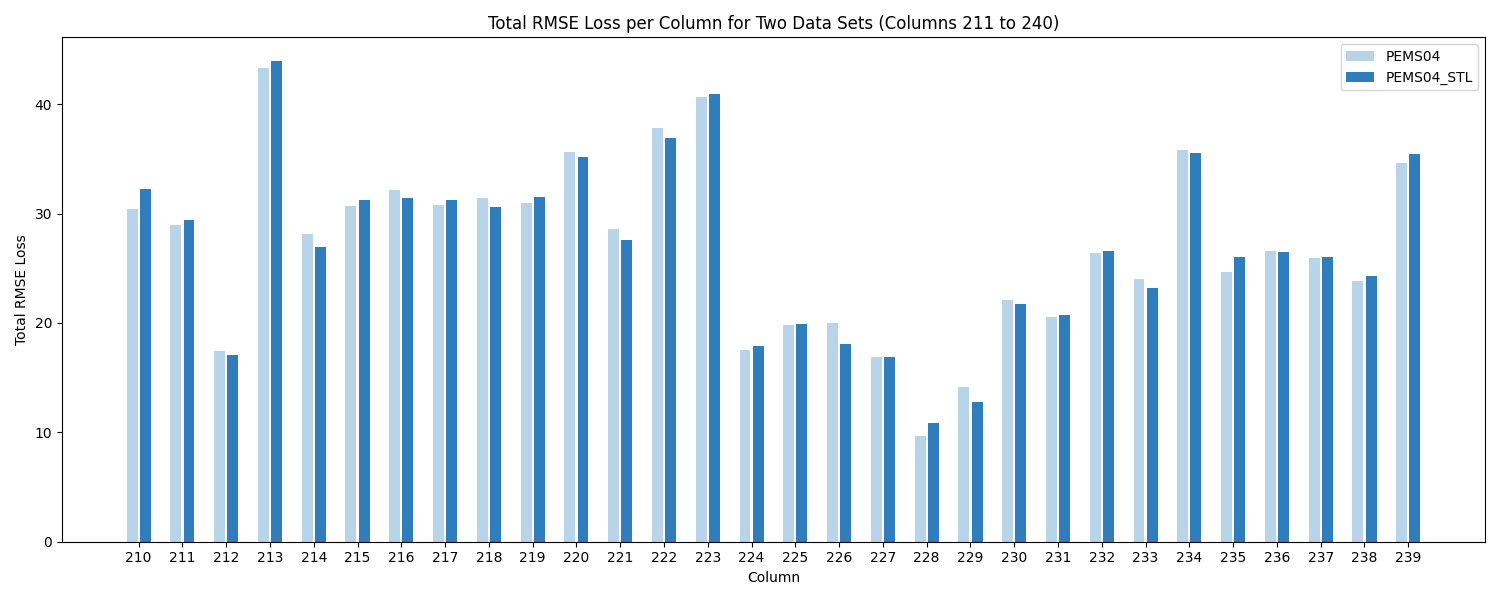 Total RMSE Loss per Column for Two Data Sets (Columns 211 to 240)
PEMS04
PEMS04_STL
Total RMSE Loss
40
30
20
10
0
210 211 212 213 214 215 216 217 218 219 220 221 222 223 224 225 226 227 228 229 230 231 232 233 234 235 236 237 238 239
Column